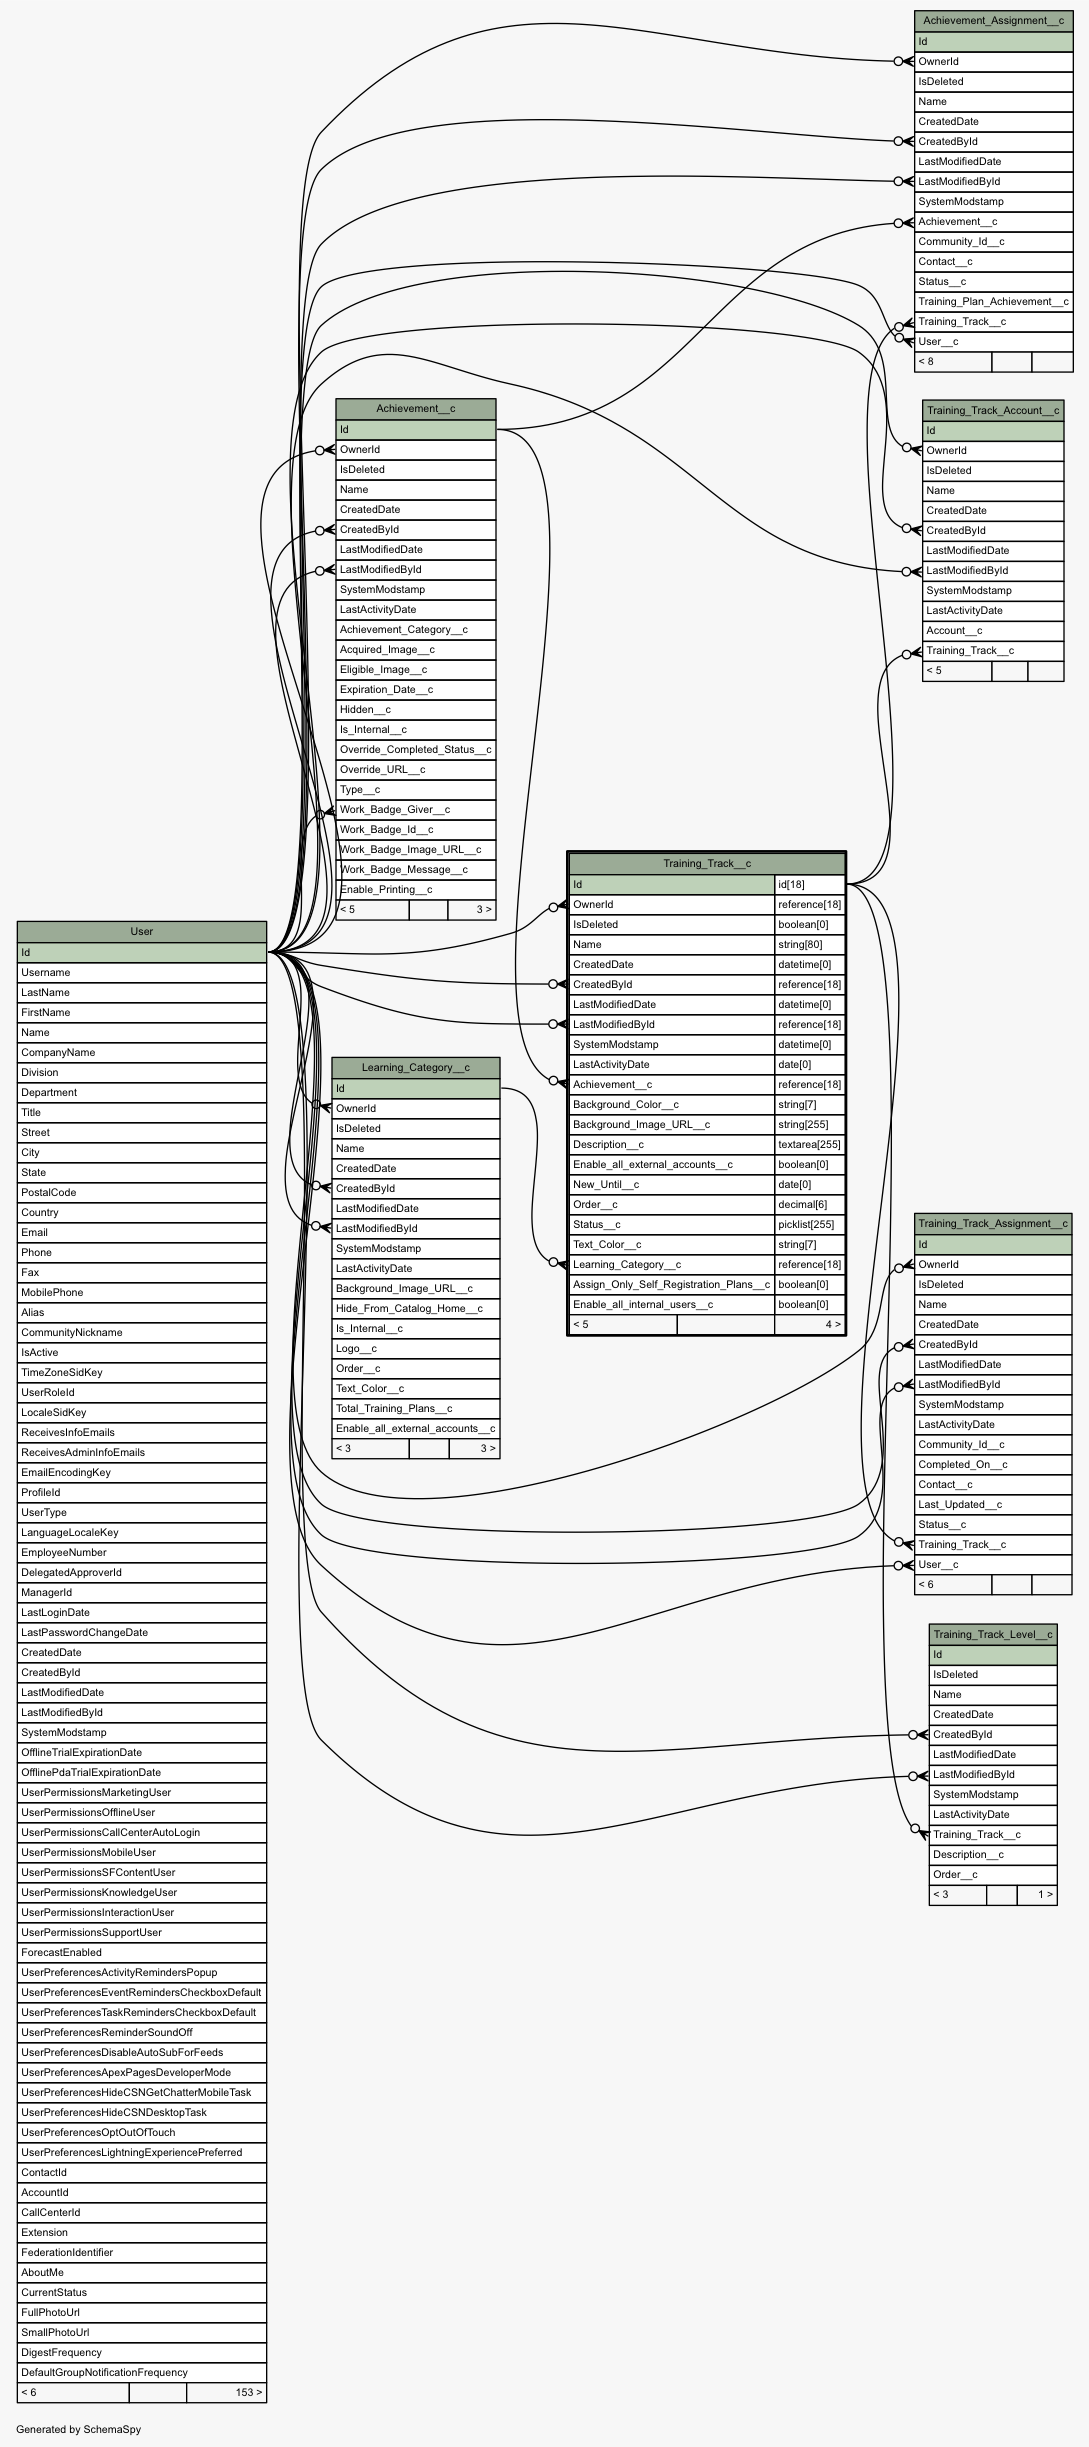 Achievement_Assignment__c
Id
OwnerId
IsDeleted
Name
CreatedDate
CreatedById
LastModifiedDate
LastModifiedById
SystemModstamp
Achievement__c
Community_Id__c
Contact__c
Status__c
Training_Plan_Achievement__c
Training_Track__c
User__c
< 8
Training_Track_Account__c
Id
OwnerId
IsDeleted
Name
CreatedDate
CreatedById
LastModifiedDate
LastModifiedById
SystemModstamp
LastActivityDate
Account__c
Training_Track__c
< 5
Achievement__c
Id
OwnerId
IsDeleted
Name
CreatedDate
CreatedById
LastModifiedDate
LastModifiedById
SystemModstamp
LastActivityDate
Achievement_Category__c
Acquired_Image__c
Eligible_Image__c
Expiration_Date__c
Hidden__c
Is_Internal__c
Override_Completed_Status__c
Override_URL__c
Type__c
Work_Badge_Giver__c
Work_Badge_Id__c
Work_Badge_Image_URL__c
Work_Badge_Message__c
Enable_Printing__c
< 5 3 >
Training_Track__c
Id id[18]
OwnerId reference[18]
IsDeleted boolean[0]
Name string[80]
CreatedDate datetime[0]
CreatedById reference[18]
LastModifiedDate datetime[0]
LastModifiedById reference[18]
SystemModstamp datetime[0]
LastActivityDate date[0]
Achievement__c reference[18]
Background_Color__c string[7]
Background_Image_URL__c string[255]
Description__c textarea[255]
Enable_all_external_accounts__c boolean[0]
New_Until__c date[0]
Order__c decimal[6]
Status__c picklist[255]
Text_Color__c string[7]
Learning_Category__c reference[18]
Assign_Only_Self_Registration_Plans__c boolean[0]
Enable_all_internal_users__c boolean[0]
< 5 4 >
User
Id
Username
LastName
FirstName
Name
CompanyName
Division
Department
Title
Street
City
State
PostalCode
Country
Email
Phone
Fax
MobilePhone
Alias
CommunityNickname
IsActive
TimeZoneSidKey
UserRoleId
LocaleSidKey
ReceivesInfoEmails
ReceivesAdminInfoEmails
EmailEncodingKey
ProfileId
UserType
LanguageLocaleKey
EmployeeNumber
DelegatedApproverId
ManagerId
LastLoginDate
LastPasswordChangeDate
CreatedDate
CreatedById
LastModifiedDate
LastModifiedById
SystemModstamp
OfflineTrialExpirationDate
OfflinePdaTrialExpirationDate
UserPermissionsMarketingUser
UserPermissionsOfflineUser
UserPermissionsCallCenterAutoLogin
UserPermissionsMobileUser
UserPermissionsSFContentUser
UserPermissionsKnowledgeUser
UserPermissionsInteractionUser
UserPermissionsSupportUser
ForecastEnabled
UserPreferencesActivityRemindersPopup
UserPreferencesEventRemindersCheckboxDefault
UserPreferencesTaskRemindersCheckboxDefault
UserPreferencesReminderSoundOff
UserPreferencesDisableAutoSubForFeeds
UserPreferencesApexPagesDeveloperMode
UserPreferencesHideCSNGetChatterMobileTask
UserPreferencesHideCSNDesktopTask
UserPreferencesOptOutOfTouch
UserPreferencesLightningExperiencePreferred
ContactId
AccountId
CallCenterId
Extension
FederationIdentifier
AboutMe
CurrentStatus
FullPhotoUrl
SmallPhotoUrl
DigestFrequency
DefaultGroupNotificationFrequency
< 6 153 >
Learning_Category__c
Id
OwnerId
IsDeleted
Name
CreatedDate
CreatedById
LastModifiedDate
LastModifiedById
SystemModstamp
LastActivityDate
Background_Image_URL__c
Hide_From_Catalog_Home__c
Is_Internal__c
Logo__c
Order__c
Text_Color__c
Total_Training_Plans__c
Enable_all_external_accounts__c
< 3 3 >
Training_Track_Assignment__c
Id
OwnerId
IsDeleted
Name
CreatedDate
CreatedById
LastModifiedDate
LastModifiedById
SystemModstamp
LastActivityDate
Community_Id__c
Completed_On__c
Contact__c
Last_Updated__c
Status__c
Training_Track__c
User__c
< 6
Training_Track_Level__c
Id
IsDeleted
Name
CreatedDate
CreatedById
LastModifiedDate
LastModifiedById
SystemModstamp
LastActivityDate
Training_Track__c
Description__c
Order__c
< 3 1 >
Generated by SchemaSpy